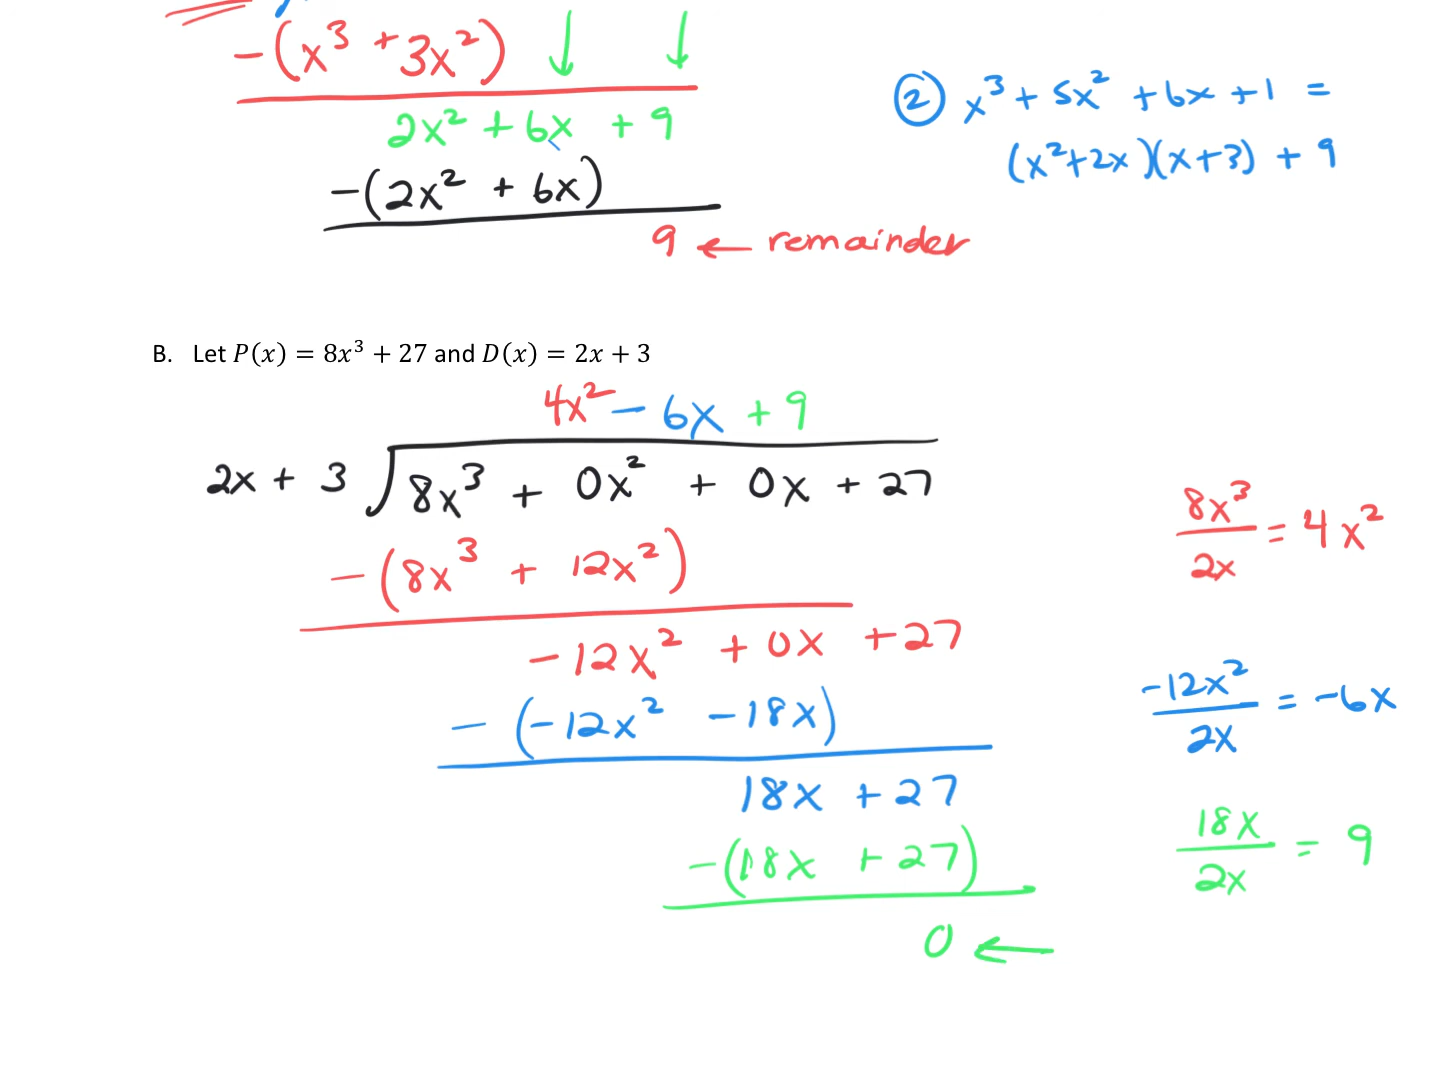 -(x³ +3x²) ↓ ↓
2x² + 6x + 9
-(2x² + 6x)
9 ← remainder
② x³ + 5x² + 6x + 1 =
(x²+2x)(x+3) + 9
B. Let P(x) = 8x³ + 27 and D(x) = 2x + 3
4x² - 6x + 9
2x + 3 √8x³ + 0x² + 0x + 27
-(8x³ + 12x²)
-12x² + 0x + 27
-(-12x² - 18x)
18x + 27
-(18x + 27)
0 ←
8x³/2x = 4x²
-12x²/2x = -6x
18x/2x = 9